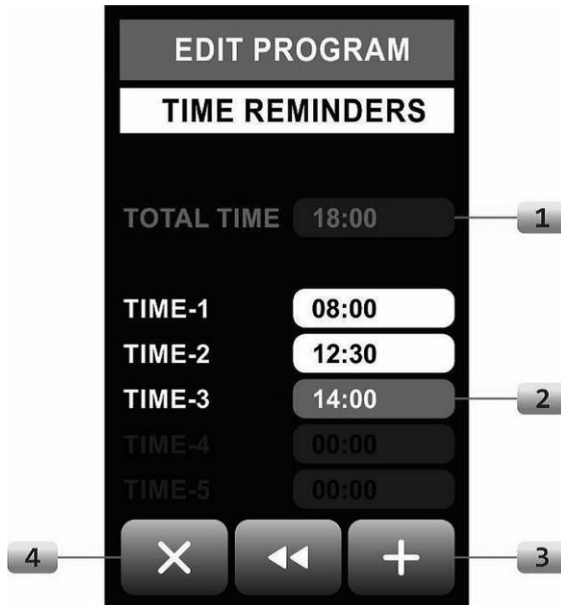 EDIT PROGRAM
TIME REMINDERS
TOTAL TIME 18:00 1
TIME-1 08:00
TIME-2 12:30
TIME-3 14:00 2
TIME-4 00:00
TIME-5 00:00
4 3